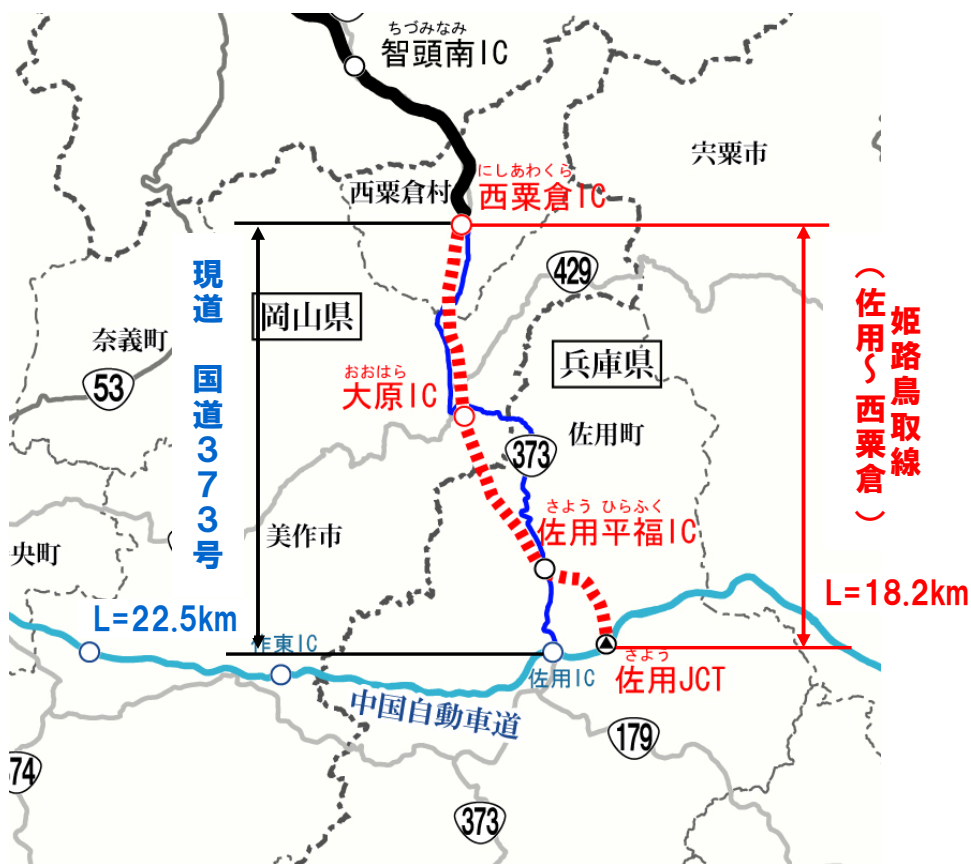 ちづみなみ
智頭南IC
宍粟市
にしあわくら
西粟倉村
西粟倉IC
429
現道 国道373号
岡山県
奈義町
53
兵庫県
姫路鳥取線
(佐用~西粟倉)
おおはら
大原IC
佐用町
373
さよう ひらふく
佐用平福IC
美作市
央町
L=22.5km
L=18.2km
作東IC
佐用IC
さよう
佐用JCT
中国自動車道
179
374
373